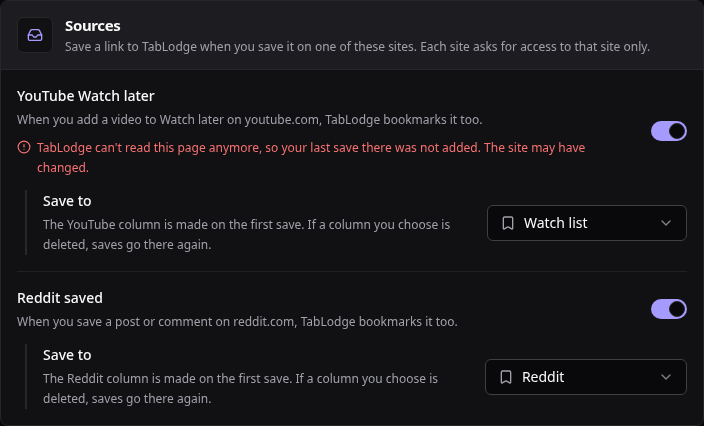 Sources
Save a link to TabLodge when you save it on one of these sites. Each site asks for access to that site only.
YouTube Watch later
When you add a video to Watch later on youtube.com, TabLodge bookmarks it too.
TabLodge can't read this page anymore, so your last save there was not added. The site may have
changed.
Save to
The YouTube column is made on the first save. If a column you choose is
deleted, saves go there again.
Watch list
Reddit saved
When you save a post or comment on reddit.com, TabLodge bookmarks it too.
Save to
The Reddit column is made on the first save. If a column you choose is
deleted, saves go there again.
Reddit